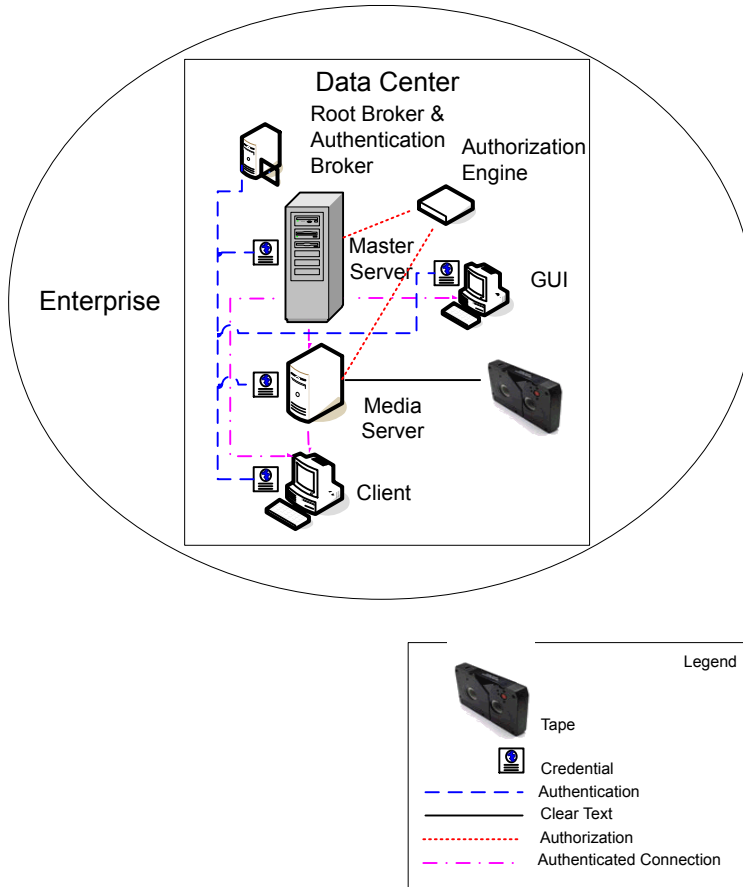 Data Center
Root Broker &
Authentication
Broker
Authorization
Engine
Master
Server
GUI
Enterprise
Media
Server
Client
Legend
Tape
Credential
Authentication
Clear Text
Authorization
Authenticated Connection